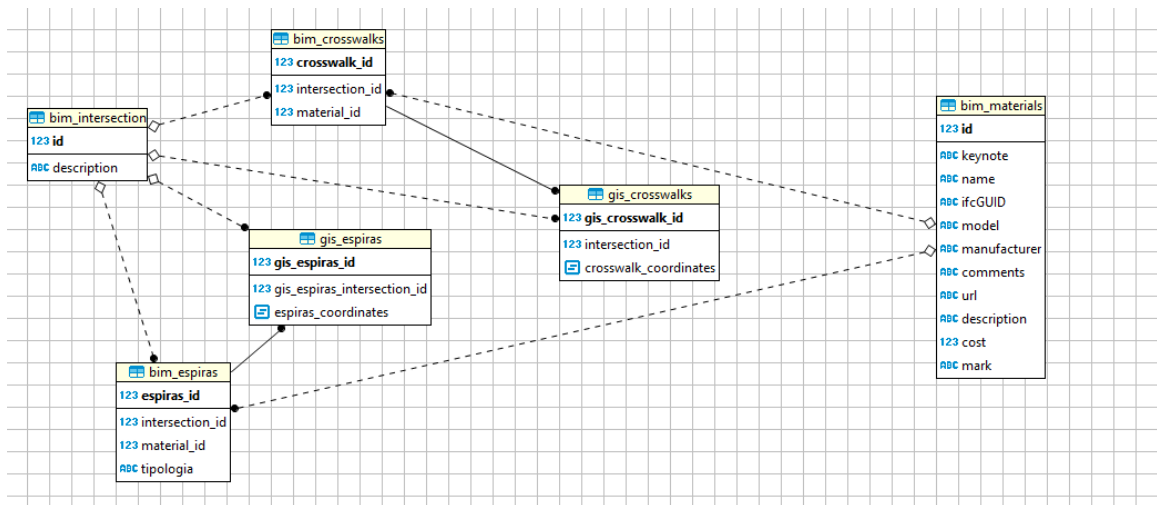 bim_crosswalks
123 crosswalk_id
123 intersection_id
123 material_id
bim_intersection
123 id
ABC description
gis_crosswalks
123 gis_crosswalk_id
123 intersection_id
crosswalk_coordinates
gis_espiras
123 gis_espiras_id
123 gis_espiras_intersection_id
espiras_coordinates
bim_espiras
123 espiras_id
123 intersection_id
123 material_id
ABC tipologia
bim_materials
123 id
ABC keynote
ABC name
ABC ifcGUID
ABC model
ABC manufacturer
ABC comments
ABC url
ABC description
123 cost
ABC mark